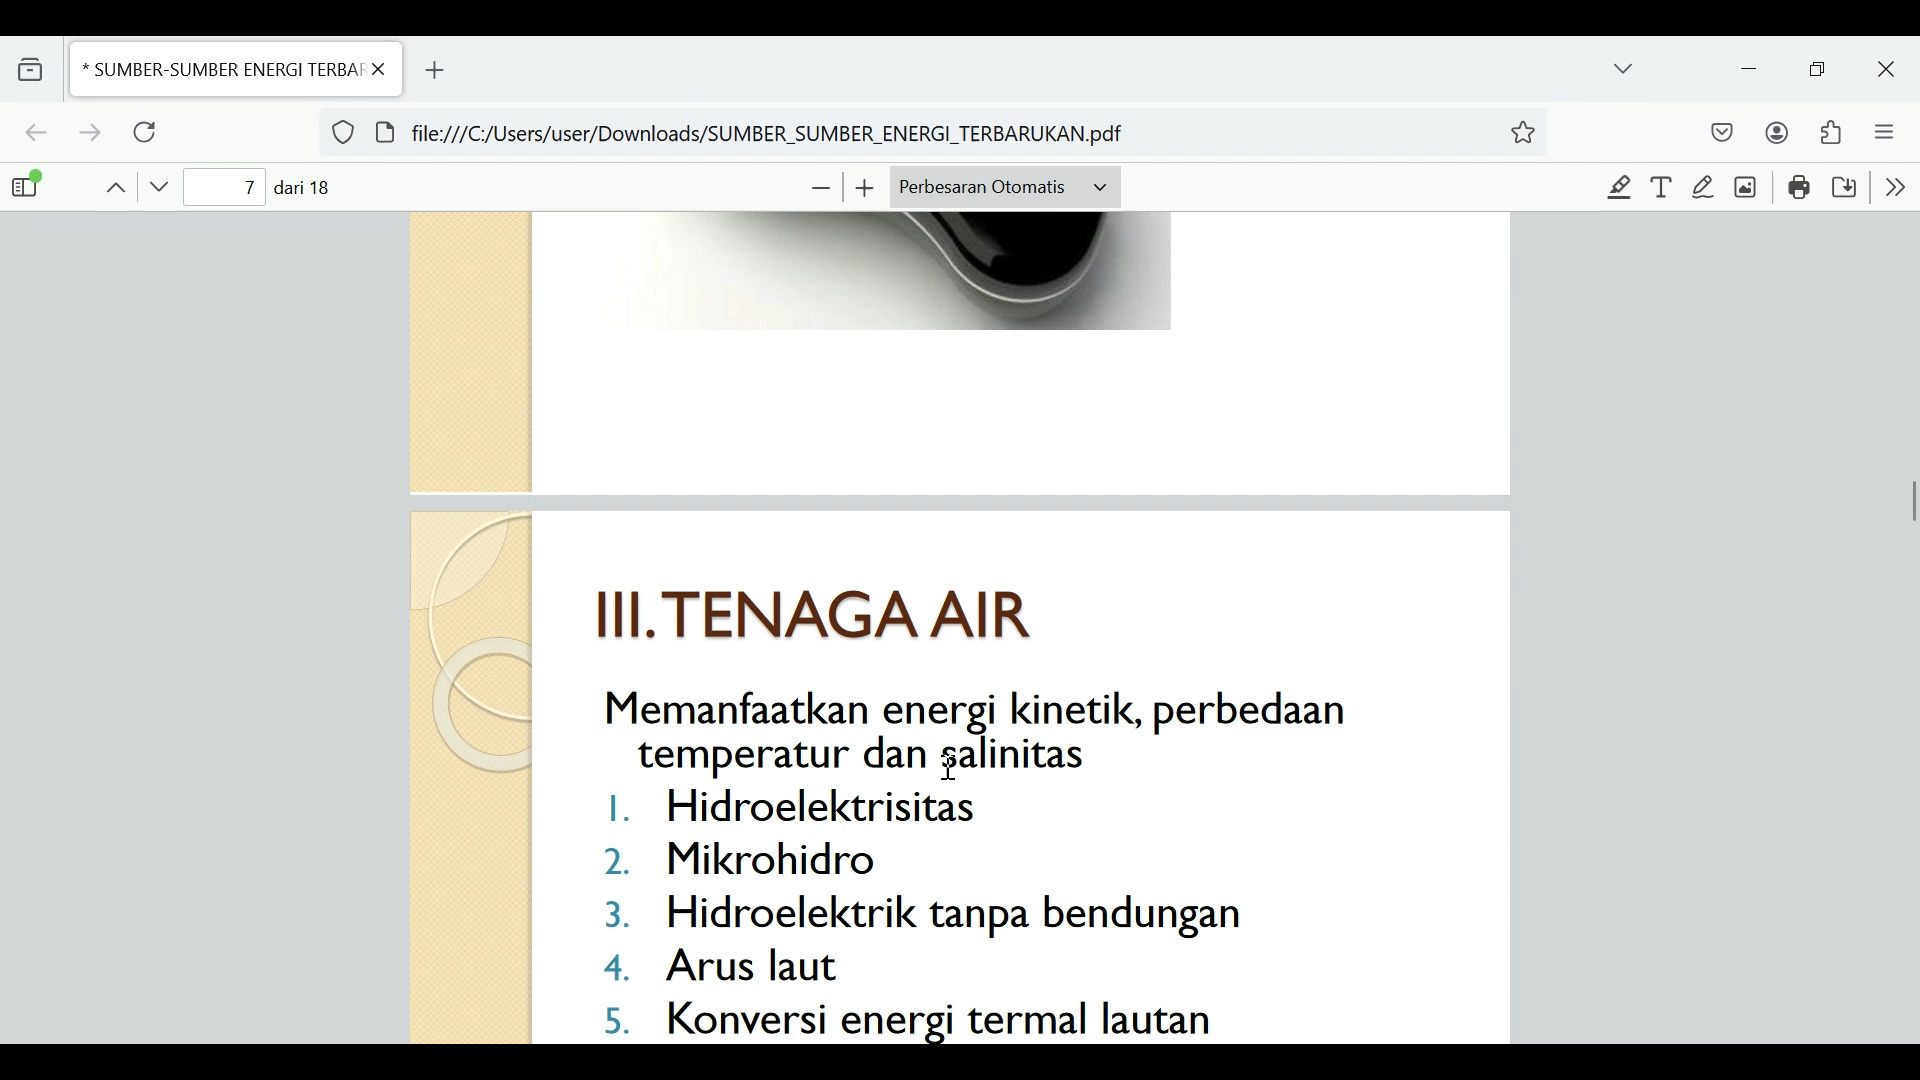 * SUMBER-SUMBER ENERGI TERBAR
file:///C:/Users/user/Downloads/SUMBER_SUMBER_ENERGI_TERBARUKAN.pdf
7 dari 18
Perbesaran Otomatis
III. TENAGA AIR
Memanfaatkan energi kinetik, perbedaan
temperatur dan salinitas
1. Hidroelektrisitas
2. Mikrohidro
3. Hidroelektrik tanpa bendungan
4. Arus laut
5. Konversi energi termal lautan